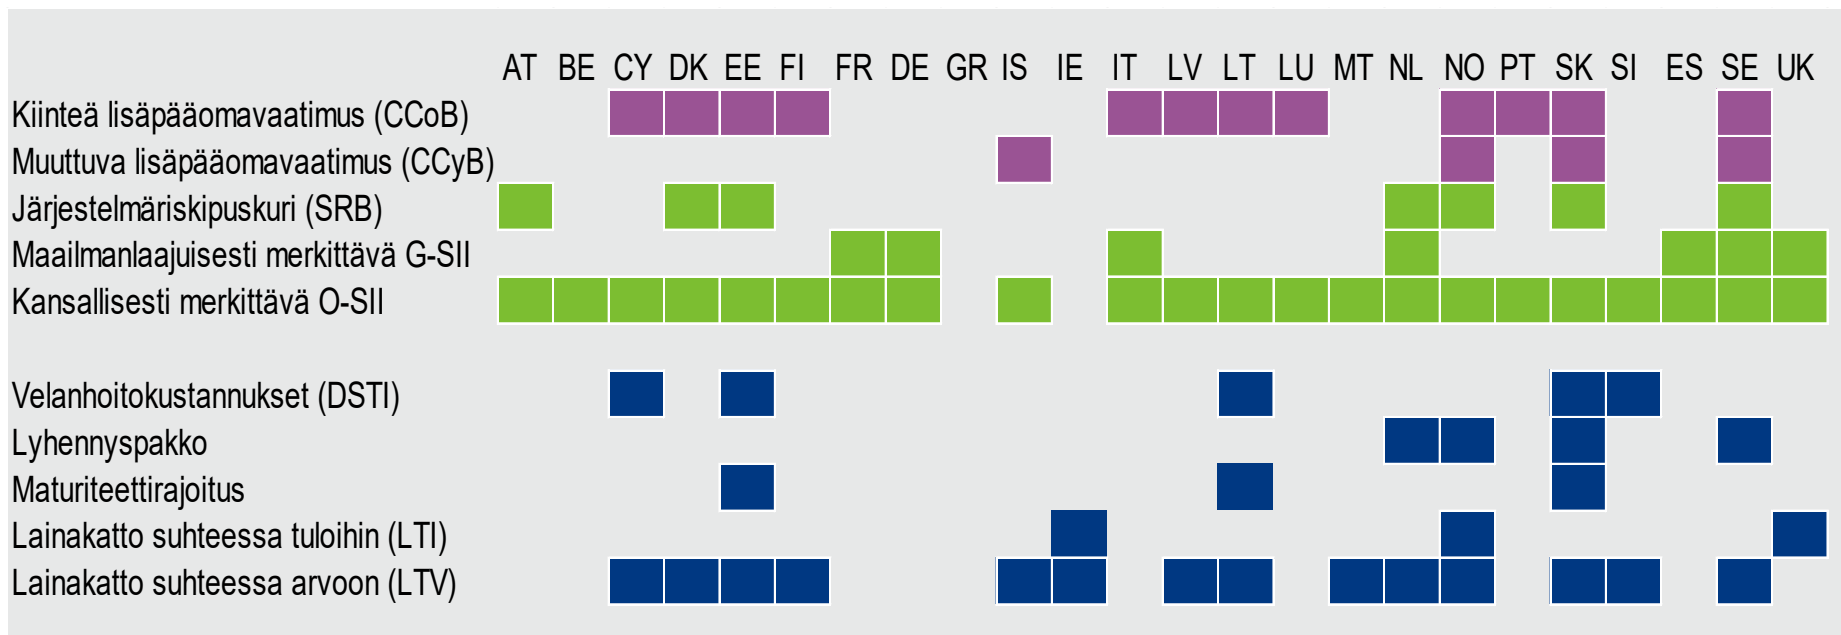 AT BE CY DK EE FI FR DE GR IS IE IT LV LT LU MT NL NO PT SK SI ES SE UK
Kiinteä lisäpääomavaatimus (CCoB)
Muuttuva lisäpääomavaatimus (CCyB)
Järjestelmäriskipuskuri (SRB)
Maailmanlaajuisesti merkittävä G-SII
Kansallisesti merkittävä O-SII
Velanhoitokustannukset (DSTI)
Lyhennyspakko
Maturiteettirajoitus
Lainakatto suhteessa tuloihin (LTI)
Lainakatto suhteessa arvoon (LTV)